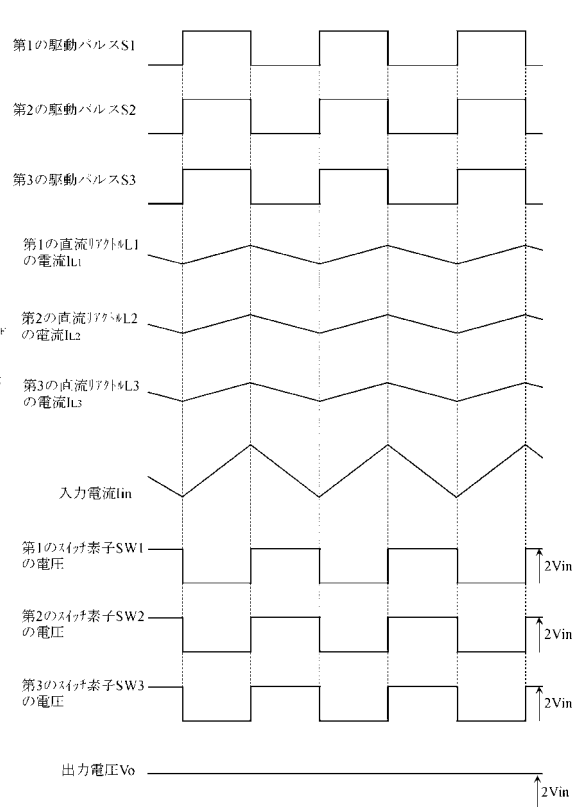 第1の駆動パルスS1
第2の駆動パルスS2
第3の駆動パルスS3
第1の直流リアクトルL1
の電流IL1
第2の直流リアクトルL2
の電流IL2
第3の直流リアクトルL3
の電流IL3
入力電流Iin
第1のスイッチ素子SW1
の電圧
2Vin
第2のスイッチ素子SW2
の電圧
2Vin
第3のスイッチ素子SW3
の電圧
2Vin
出力電圧Vo
2Vin